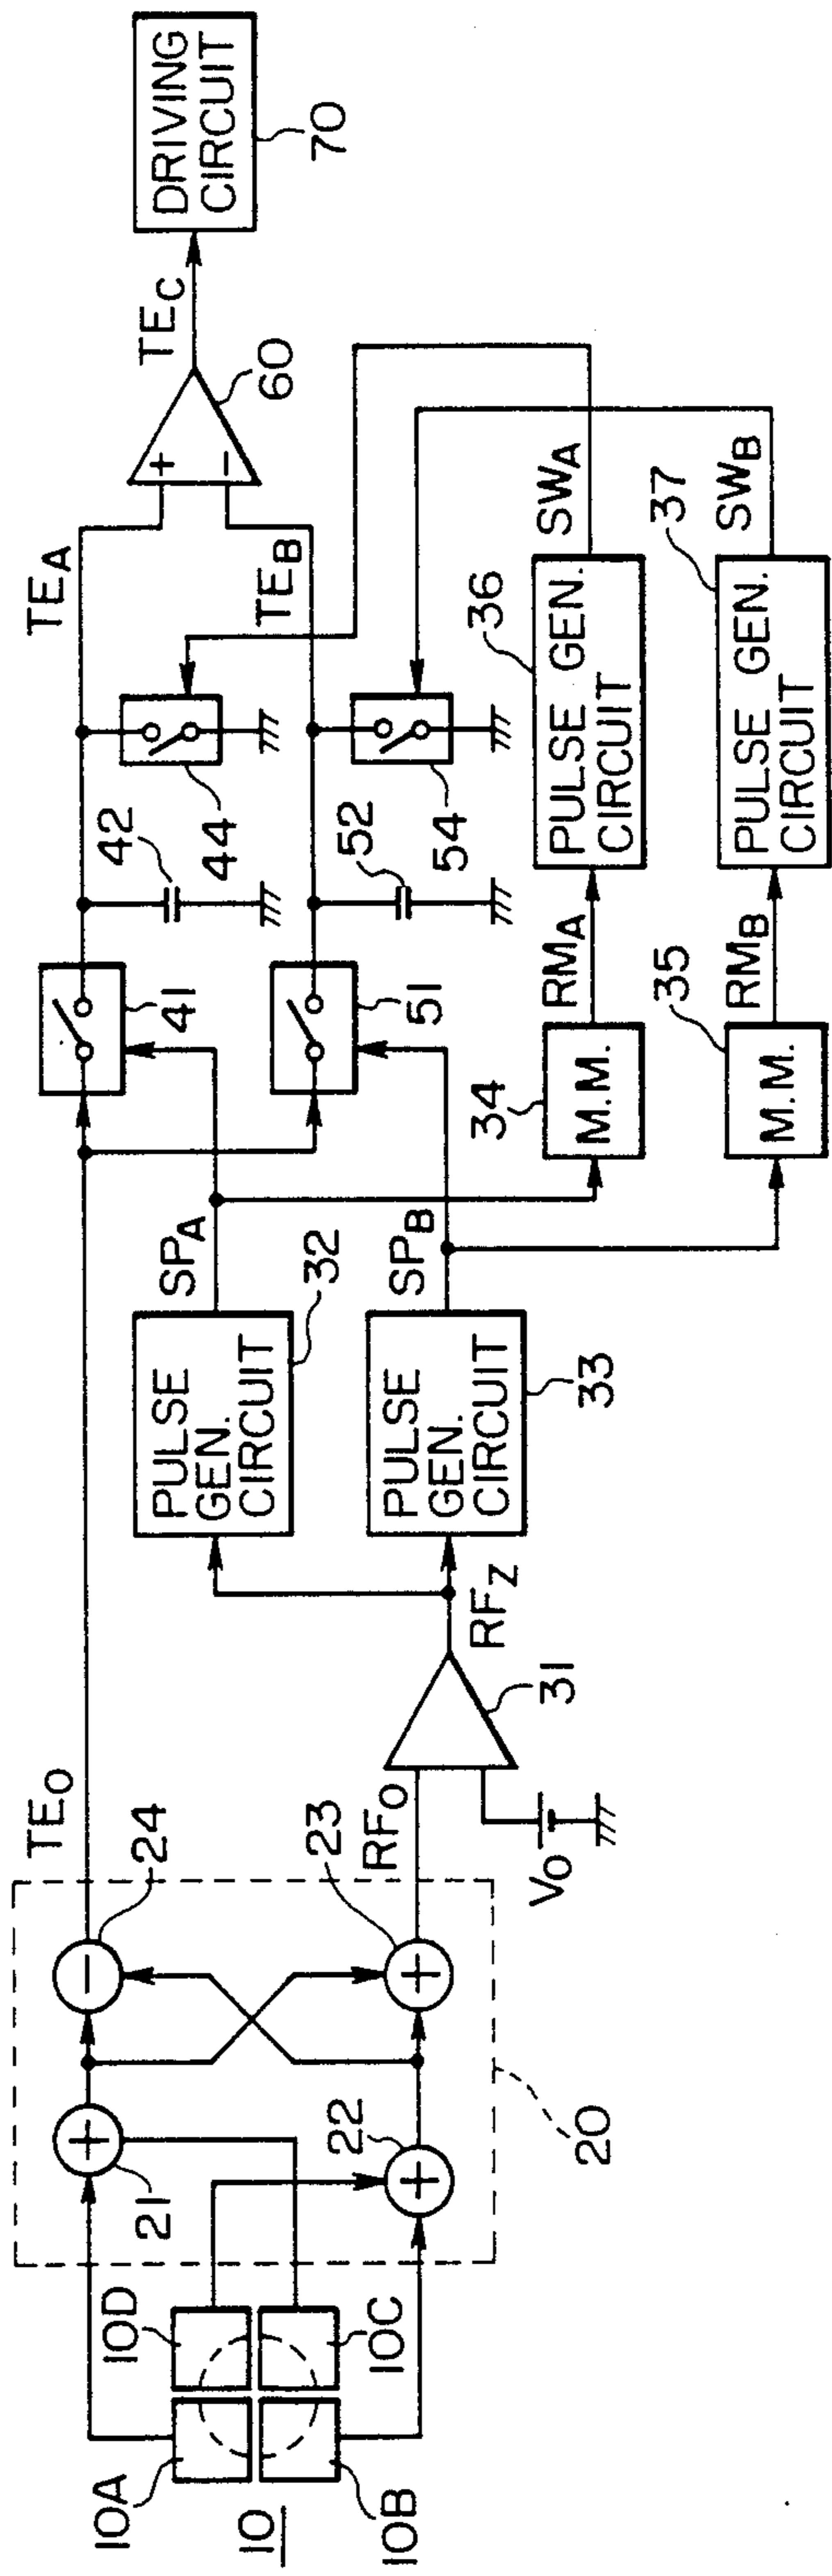 10
10A
10B
10D
10C
21
22
24
23
20
TE0
RF0
V0
31
RFZ
PULSE
GEN.
CIRCUIT
32
PULSE
GEN.
CIRCUIT
33
SPA
SPB
41
51
42
52
44
54
34
M.M.
35
M.M.
RMA
RMB
36
PULSE GEN.
CIRCUIT
37
PULSE GEN.
CIRCUIT
SWA
SWB
TEA
TEB
+
−
60
TEC
DRIVING
CIRCUIT
70